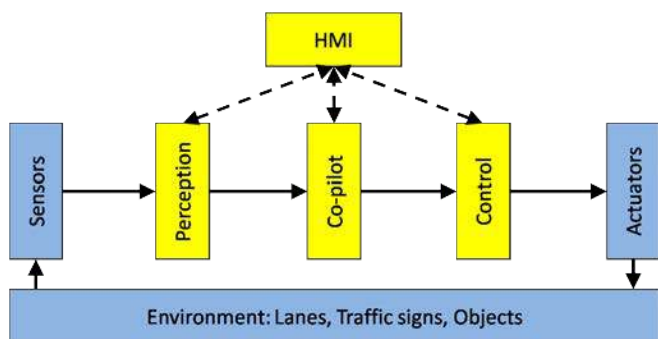 HMI
Sensors
Perception
Co-pilot
Control
Actuators
Environment: Lanes, Traffic signs, Objects